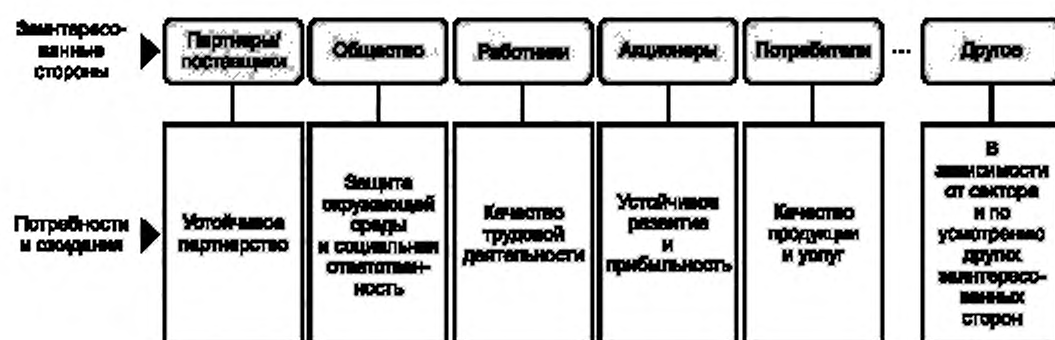 Заинтересо-
ванные
стороны
Партнеры/
поставщики
Общество
Работники
Акционеры
Потребители
...
Другое
Потребности
и ожидания
Устойчивое
партнерство
Защита
окружающей
среды
и социальная
ответствен-
ность
Качество
трудовой
деятельности
Устойчивое
развитие
и
прибыльность
Качество
продукции
и услуг
В
зависимости
от сектора
и по
усмотрению
других
заинтересо-
ванных
сторон